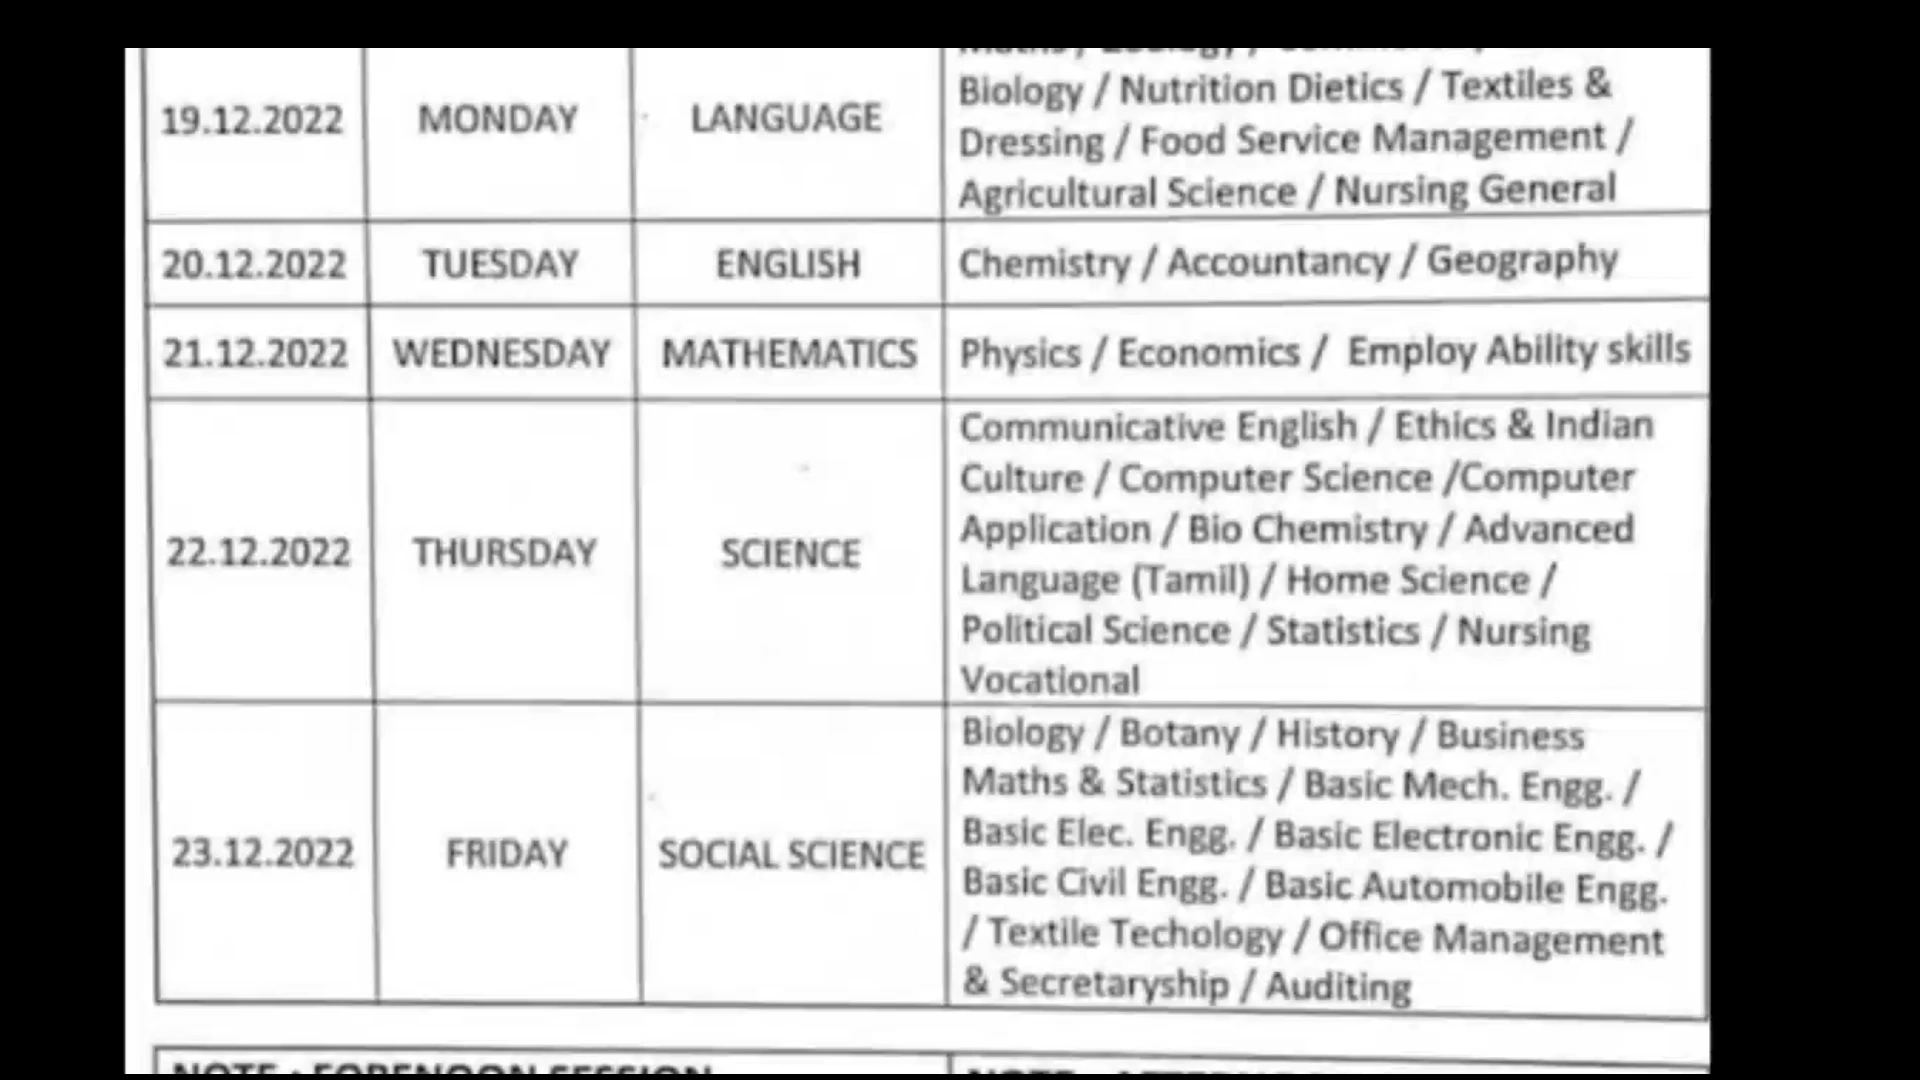 19.12.2022 MONDAY LANGUAGE
Biology / Nutrition Dietics / Textiles &
Dressing / Food Service Management /
Agricultural Science / Nursing General
20.12.2022 TUESDAY ENGLISH Chemistry / Accountancy / Geography
21.12.2022 WEDNESDAY MATHEMATICS Physics / Economics / Employ Ability skills
22.12.2022 THURSDAY SCIENCE
Communicative English / Ethics & Indian
Culture / Computer Science /Computer
Application / Bio Chemistry / Advanced
Language (Tamil) / Home Science /
Political Science / Statistics / Nursing
Vocational
23.12.2022 FRIDAY SOCIAL SCIENCE
Biology / Botany / History / Business
Maths & Statistics / Basic Mech. Engg. /
Basic Elec. Engg. / Basic Electronic Engg. /
Basic Civil Engg. / Basic Automobile Engg.
/ Textile Techology / Office Management
& Secretaryship / Auditing
NOTE : FORENOON SESSION